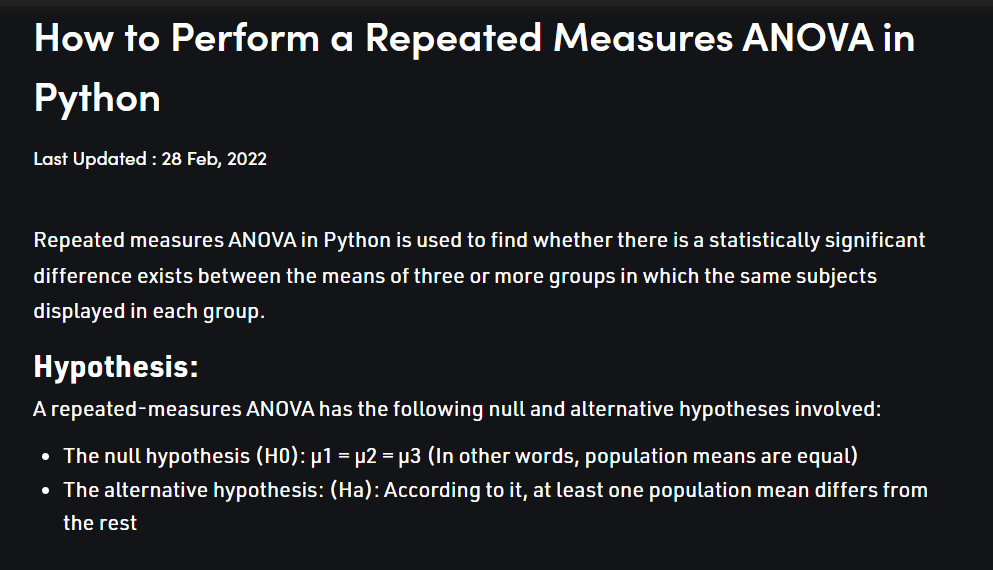 How to Perform a Repeated Measures ANOVA in
Python
Last Updated : 28 Feb, 2022
Repeated measures ANOVA in Python is used to find whether there is a statistically significant
difference exists between the means of three or more groups in which the same subjects
displayed in each group.
Hypothesis:
A repeated-measures ANOVA has the following null and alternative hypotheses involved:
• The null hypothesis (H0): µ1 = µ2 = µ3 (In other words, population means are equal)
• The alternative hypothesis: (Ha): According to it, at least one population mean differs from
the rest